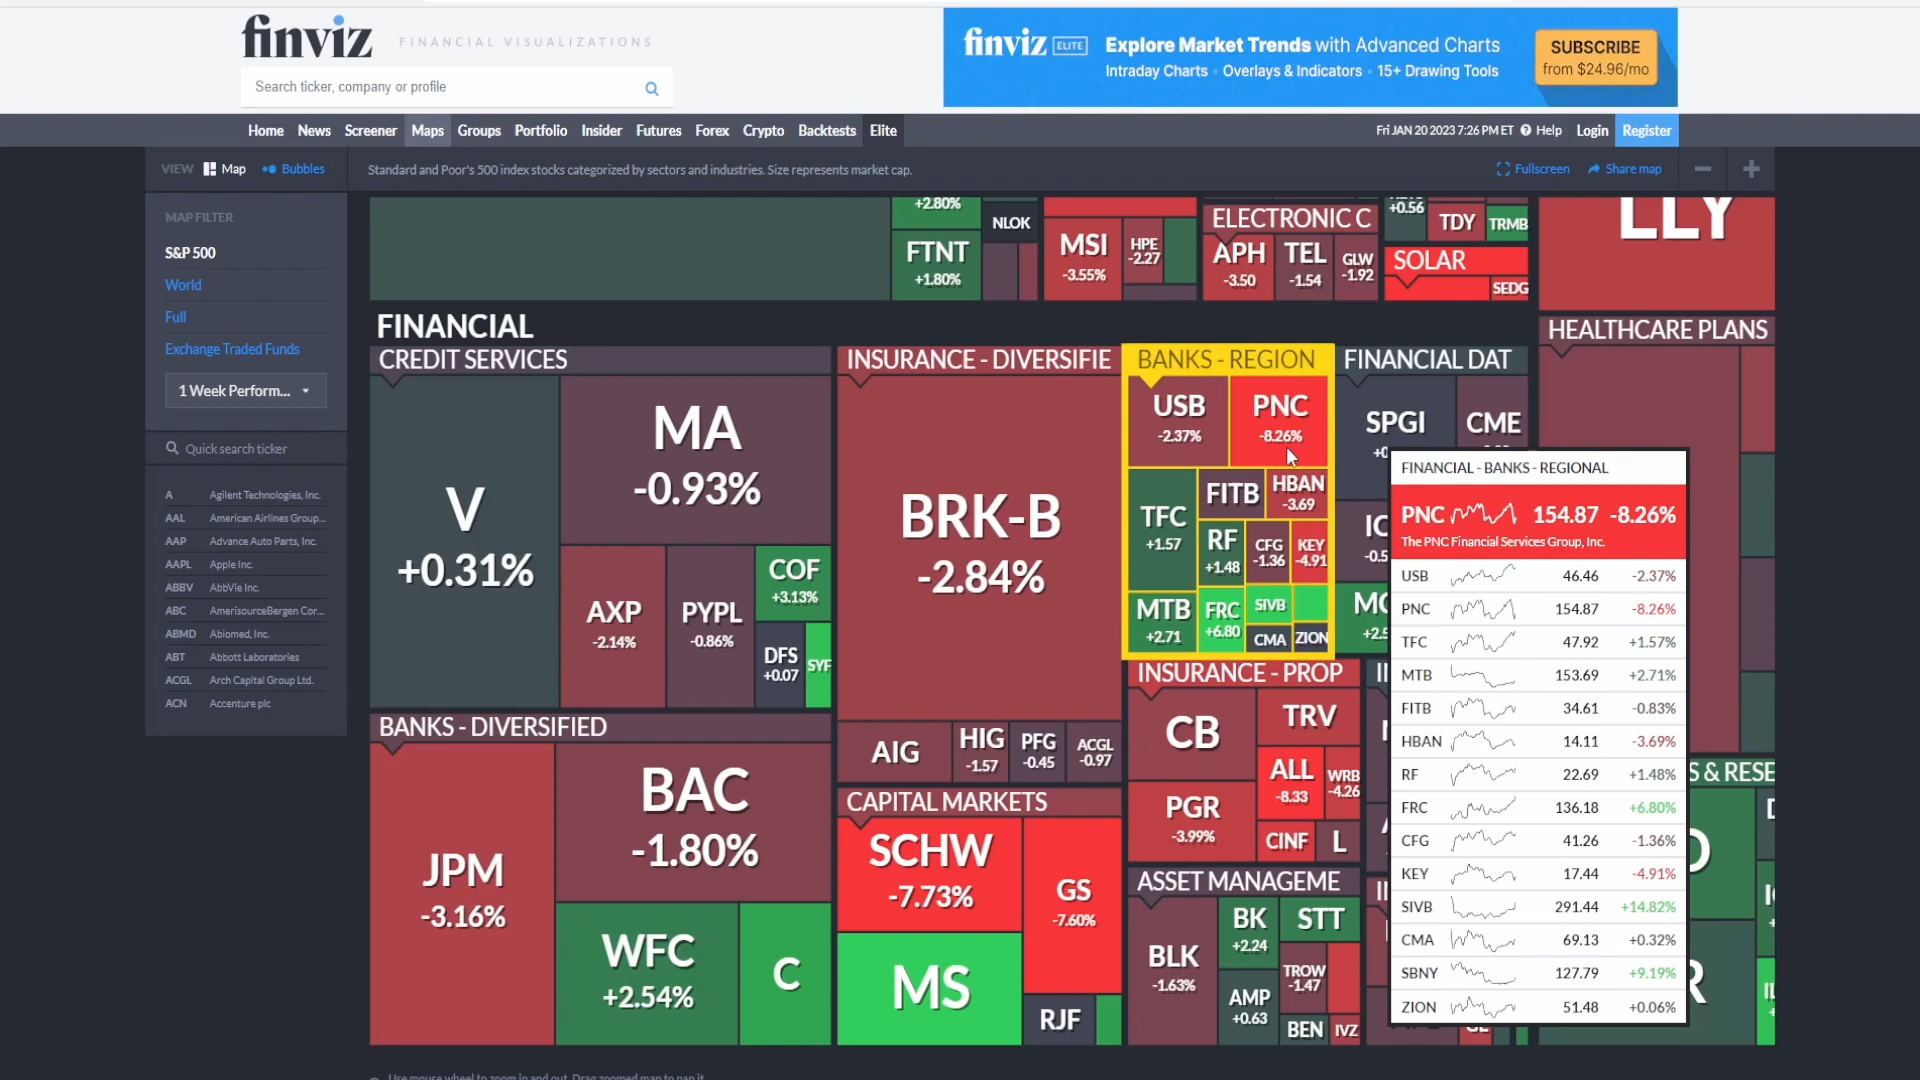 finviz FINANCIAL VISUALIZATIONS
Search ticker, company or profile
finviz ELITE Explore Market Trends with Advanced Charts
Intraday Charts • Overlays & Indicators • 15+ Drawing Tools
SUBSCRIBE
from $24.96/mo
Home News Screener Maps Groups Portfolio Insider Futures Forex Crypto Backtests Elite
Fri JAN 20 2023 7:26 PM ET Help Login Register
VIEW Map Bubbles
Standard and Poor's 500 index stocks categorized by sectors and industries. Size represents market cap.
Fullscreen Share map
MAP FILTER
S&P 500
World
Full
Exchange Traded Funds
1 Week Perform...
Quick search ticker
A Agilent Technologies, Inc.
AAL American Airlines Group...
AAP Advance Auto Parts, Inc.
AAPL Apple Inc.
ABBV AbbVie Inc.
ABC AmerisourceBergen Cor...
ABMD Abiomed, Inc.
ABT Abbott Laboratories
ACGL Arch Capital Group Ltd.
ACN Accenture plc
+2.80%
FTNT
+1.80%
NLOK
MSI
-3.55%
HPE
-2.27
ELECTRONIC C
APH
-3.50
TEL
-1.54
GLW
-1.92
+0.56
TDY
TRMB
SOLAR
SEDG
LLY
FINANCIAL
CREDIT SERVICES
V
+0.31%
MA
-0.93%
AXP
-2.14%
PYPL
-0.86%
COF
+3.13%
DFS
+0.07
SYF
BANKS - DIVERSIFIED
JPM
-3.16%
BAC
-1.80%
WFC
+2.54%
C
INSURANCE - DIVERSIFIE
BRK-B
-2.84%
AIG
HIG
-1.57
PFG
-0.45
ACGL
-0.97
CAPITAL MARKETS
SCHW
-7.73%
GS
-7.60%
MS
RJF
BANKS - REGION
USB
-2.37%
PNC
-8.26%
TFC
+1.57
FITB
HBAN
-3.69
RF
+1.48
CFG
-1.36
KEY
-4.91
MTB
+2.71
FRC
+6.80
SIVB
CMA
ZION
INSURANCE - PROP
CB
TRV
PGR
-3.99%
ALL
-8.33
WRB
-4.26
CINF
L
ASSET MANAGEME
BLK
-1.63%
BK
+2.24
STT
AMP
+0.63
TROW
-1.47
BEN
IVZ
FINANCIAL DAT
SPGI
CME
HEALTHCARE PLANS
S & RESE
FINANCIAL - BANKS - REGIONAL
PNC 154.87 -8.26%
The PNC Financial Services Group, Inc.
USB 46.46 -2.37%
PNC 154.87 -8.26%
TFC 47.92 +1.57%
MTB 153.69 +2.71%
FITB 34.61 -0.83%
HBAN 14.11 -3.69%
RF 22.69 +1.48%
FRC 136.18 +6.80%
CFG 41.26 -1.36%
KEY 17.44 -4.91%
SIVB 291.44 +14.82%
CMA 69.13 +0.32%
SBNY 127.79 +9.19%
ZION 51.48 +0.06%
Use mouse wheel to zoom in and out. Drag zoomed map to pan it.